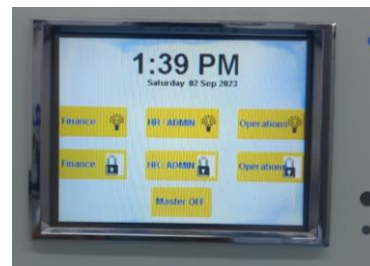 1:39 PM
Saturday 02 Sep 2023
Finance HR / ADMIN Operations
Finance HR / ADMIN Operations
Master OFF